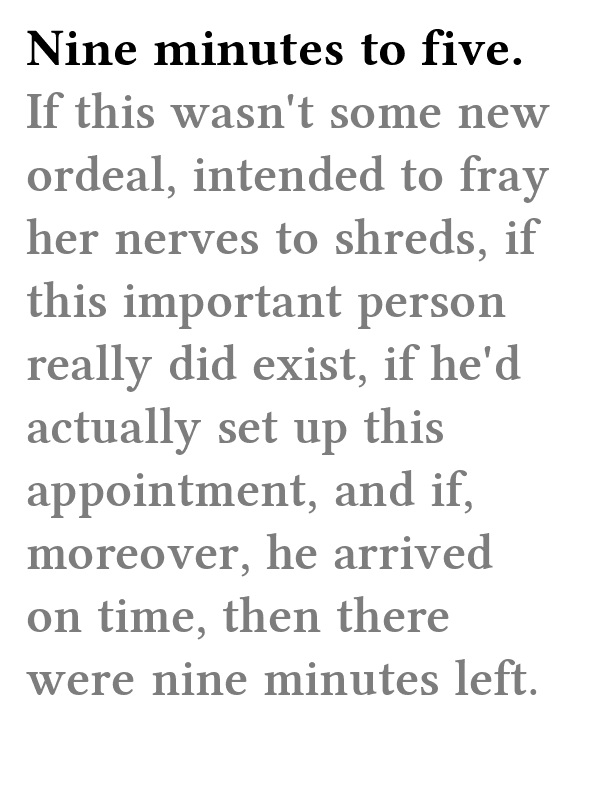 Nine minutes to five.
If this wasn't some new
ordeal, intended to fray
her nerves to shreds, if
this important person
really did exist, if he'd
actually set up this
appointment, and if,
moreover, he arrived
on time, then there
were nine minutes left.